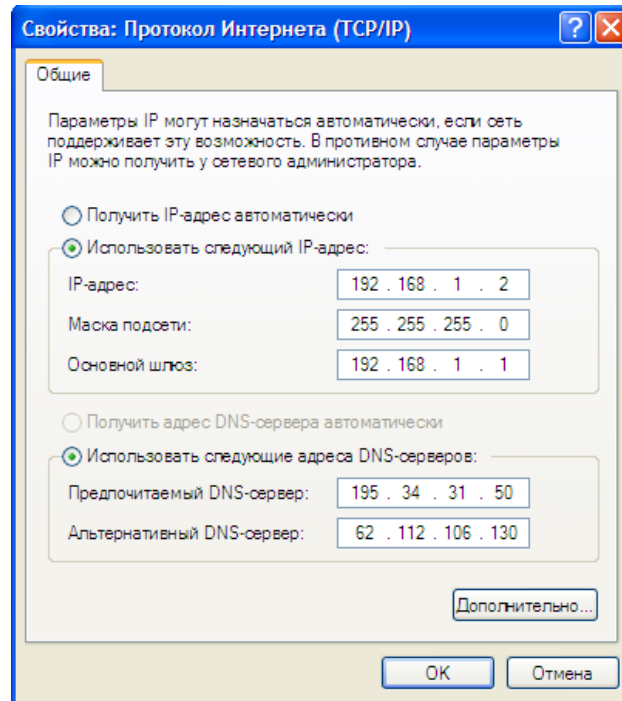 Свойства: Протокол Интернета (TCP/IP)
Общие
Параметры IP могут назначаться автоматически, если сеть
поддерживает эту возможность. В противном случае параметры
IP можно получить у сетевого администратора.
Получить IP-адрес автоматически
Использовать следующий IP-адрес:
IP-адрес: 192 . 168 . 1 . 2
Маска подсети: 255 . 255 . 255 . 0
Основной шлюз: 192 . 168 . 1 . 1
Получить адрес DNS-сервера автоматически
Использовать следующие адреса DNS-серверов:
Предпочитаемый DNS-сервер: 195 . 34 . 31 . 50
Альтернативный DNS-сервер: 62 . 112 . 106 . 130
Дополнительно...
OK Отмена